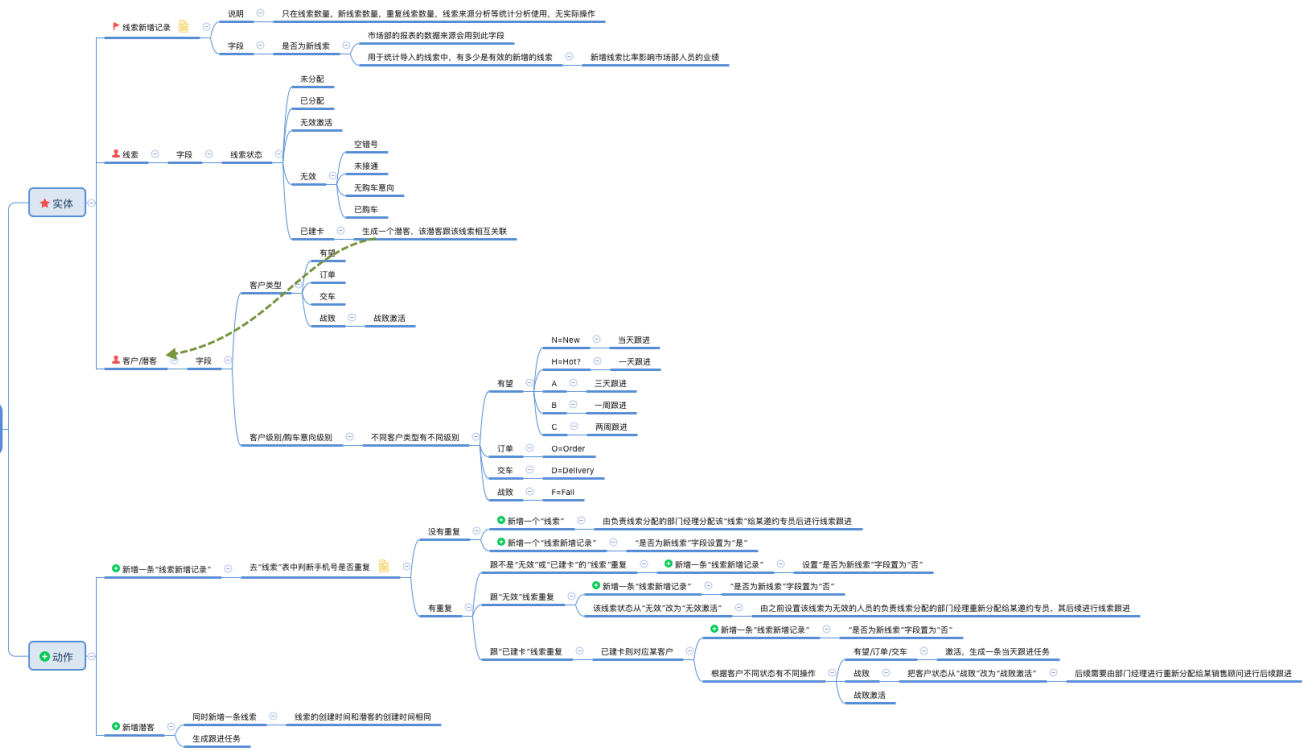 实体
线索新增记录
说明
只在线索数量，新线索数量，重复线索数量，线索来源分析等统计分析使用，无实际操作
字段
是否为新线索
市场部的报表的数据来源会用到此字段
用于统计导入的线索中，有多少是有效的新增的线索
新增线索比率影响市场部人员的业绩
线索
字段
线索状态
未分配
已分配
无效激活
无效
空错号
未接通
无购车意向
已购车
已建卡
生成一个潜客，该潜客跟该线索相互关联
客户/潜客
字段
客户类型
有望
订单
交车
战败
战败激活
客户级别/购车意向级别
不同客户类型有不同级别
有望
N=New
当天跟进
H=Hot?
一天跟进
A
三天跟进
B
一周跟进
C
两周跟进
订单
O=Order
交车
D=Delivery
战败
F=Fail
动作
新增一条“线索新增记录”
去“线索”表中判断手机号是否重复
没有重复
新增一个“线索”
由负责线索分配的部门经理分配该“线索”给某邀约专员后进行线索跟进
新增一个“线索新增记录”
“是否为新线索”字段设置为“是”
有重复
跟不是“无效”或“已建卡”的“线索”重复
新增一条“线索新增记录”
设置“是否为新线索”字段置为“否”
跟“无效”线索重复
新增一条“线索新增记录”
“是否为新线索”字段置为“否”
该线索状态从“无效”改为“无效激活”
由之前设置该线索为无效的人员的负责线索分配的部门经理重新分配给某邀约专员，其后续进行线索跟进
跟“已建卡”线索重复
已建卡则对应某客户
新增一条“线索新增记录”
“是否为新线索”字段置为“否”
根据客户不同状态有不同操作
有望/订单/交车
激活，生成一条当天跟进任务
战败
把客户状态从“战败”改为“战败激活”
后续需要由部门经理进行重新分配给某销售顾问进行后续跟进
战败激活
新增潜客
同时新增一条线索
线索的创建时间和潜客的创建时间相同
生成跟进任务